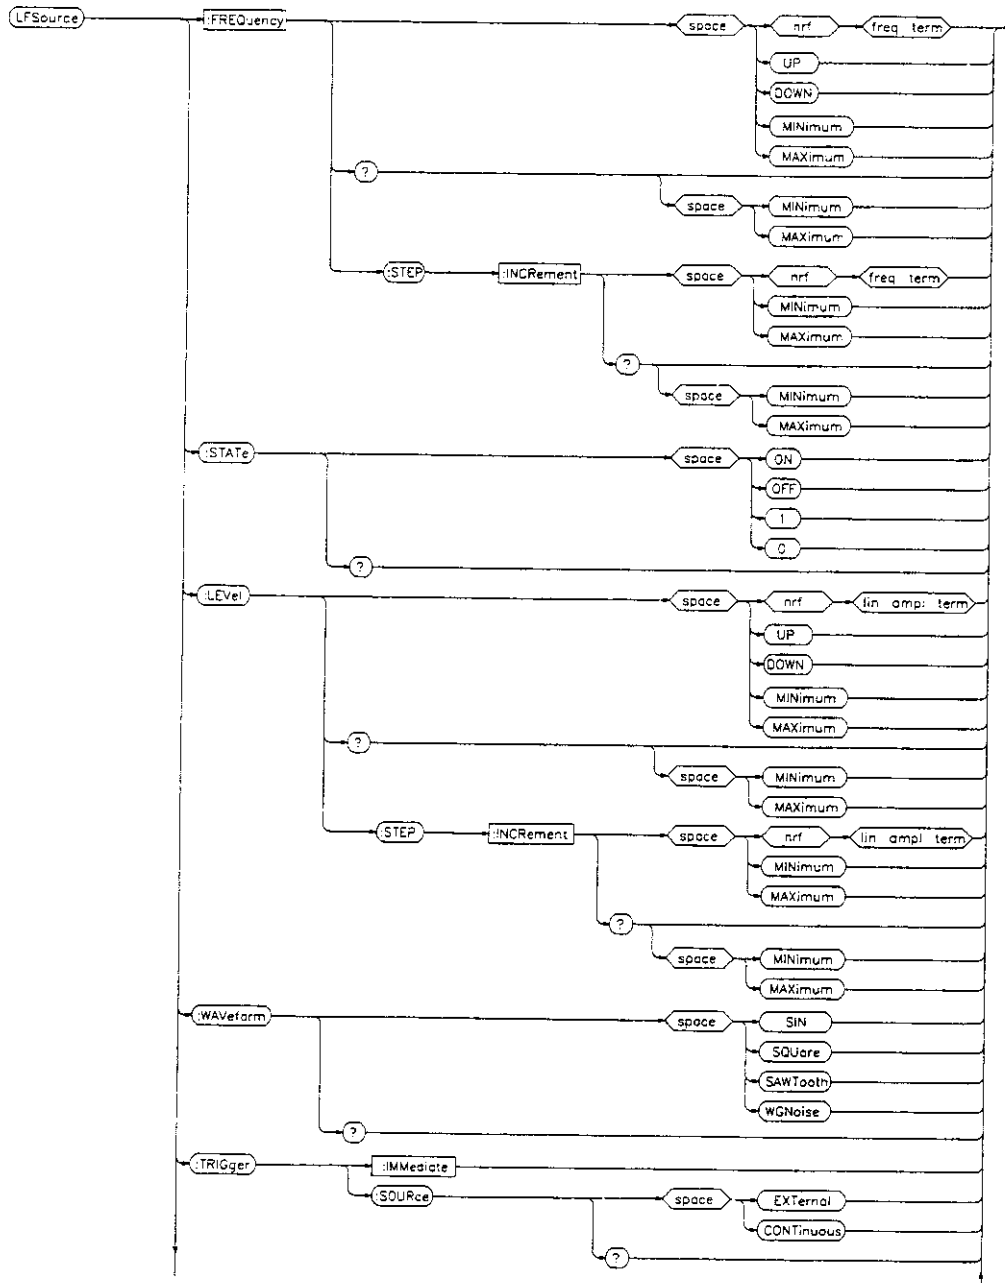 LFSource :FREQuency space nrf freq term
UP
DOWN
MINimum
MAXimum
?
space MINimum
MAXimum
:STEP :INCRement space nrf freq term
MINimum
MAXimum
?
space MINimum
MAXimum
:STATe space ON
OFF
1
0
?
:LEVel space nrf lin ampl term
UP
DOWN
MINimum
MAXimum
?
space MINimum
MAXimum
:STEP :INCRement space nrf lin ampl term
MINimum
MAXimum
?
space MINimum
MAXimum
:WAVeform space SIN
SQUare
SAWTooth
WGNoise
?
:TRIGger :IMMediate
:SOURce space EXTernal
CONTinuous
?